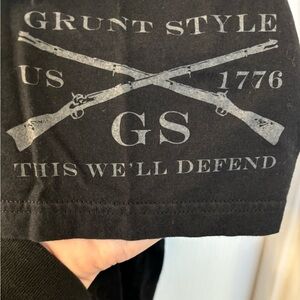 GRUNT STYLE
US 1776
GS
THIS WE'LL DEFEND